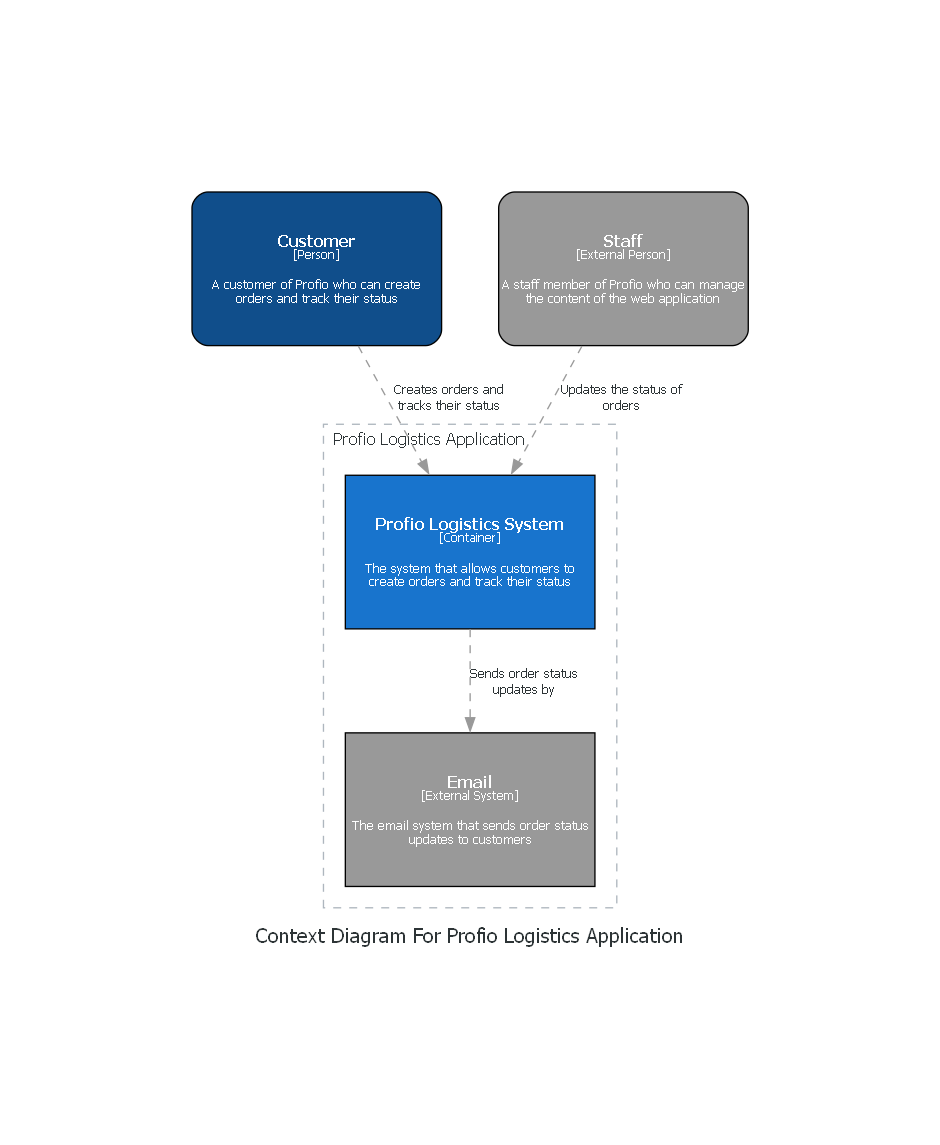 Customer
[Person]
A customer of Profio who can create
orders and track their status
Staff
[External Person]
A staff member of Profio who can manage
the content of the web application
Creates orders and
tracks their status
Updates the status of
orders
Profio Logistics Application
Profio Logistics System
[Container]
The system that allows customers to
create orders and track their status
Sends order status
updates by
Email
[External System]
The email system that sends order status
updates to customers
Context Diagram For Profio Logistics Application